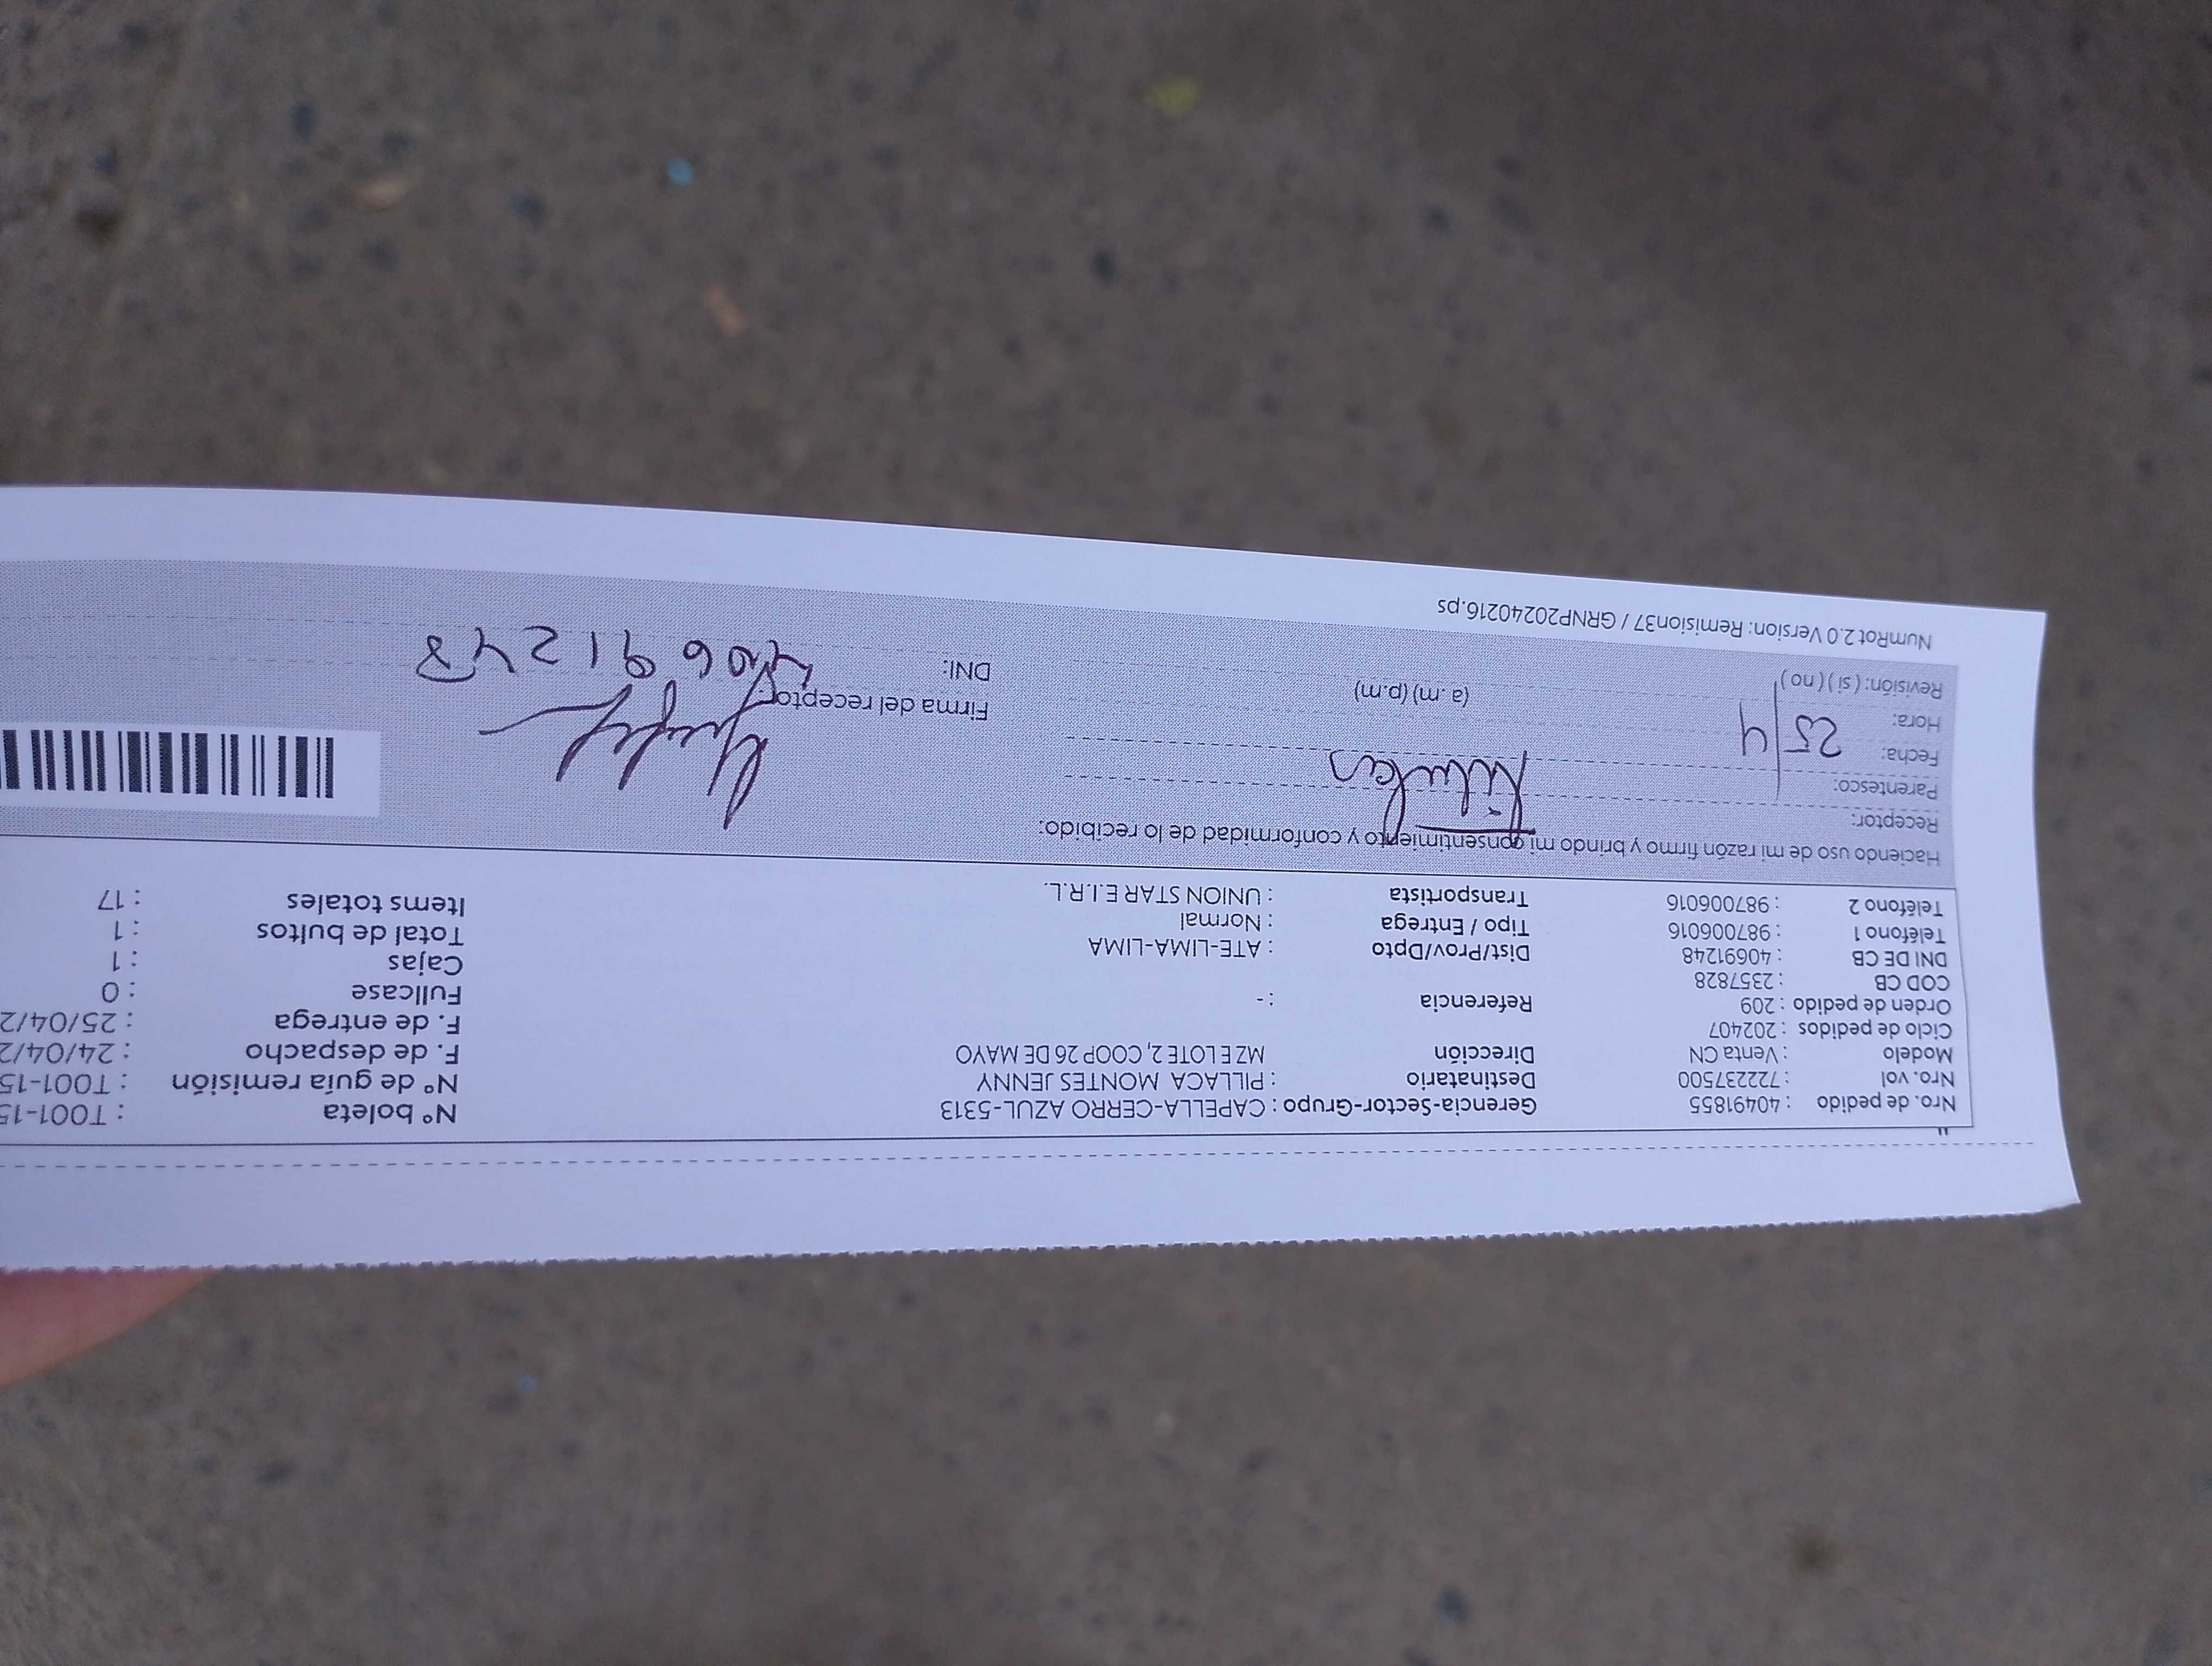 Nro. de pedido : 40491855 Gerencia-Sector-Grupo : CAPELLA-CERRO AZUL-5313 N° boleta : T001-15
Nro. vol : 722237500 Destinatario : PILLACA MONTES JENNY N° de guía remisión : T001-15
Modelo : Venta CN Dirección MZ E LOTE 2, COOP 26 DE MAYO F. de despacho : 24/04/2
Ciclo de pedidos : 202407 F. de entrega : 25/04/2
Orden de pedido : 209 Referencia : - Fullcase : 0
COD CB : 2357828 Cajas : 1
DNI DE CB : 40691248 Dist/Prov/Dpto : ATE-LIMA-LIMA Total de bultos : 1
Teléfono 1 : 987006016 Tipo / Entrega : Normal Items totales : 17
Teléfono 2 : 987006016 Transportista : UNION STAR E.I.R.L.
Haciendo uso de mi razón firmo y brindo mi consentimiento y conformidad de lo recibido:
Receptor:
Parentesco:
Fecha: 25/4
Hora: (a.m) (p.m) Firma del receptor:
Revisión: ( si ) ( no ) DNI: 40691248
NumRot 2.0 Version: Remision37 / GRNP20240216.ps